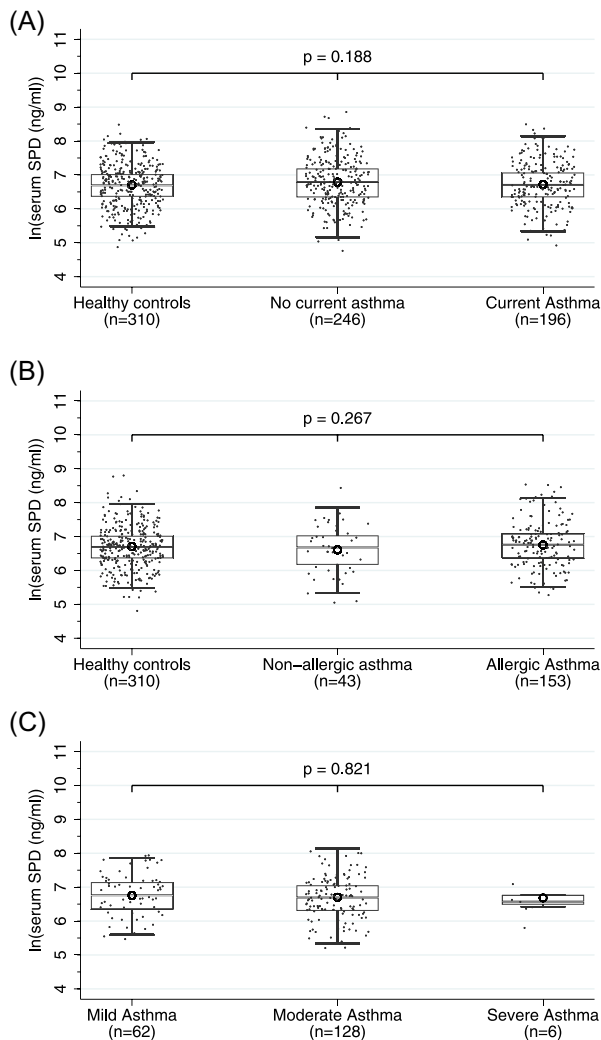 (A)
ln(serum SPD (ng/ml))
11
10
9
8
7
6
5
4
p = 0.188
Healthy controls No current asthma Current Asthma
(n=310) (n=246) (n=196)
(B)
ln(serum SPD (ng/ml))
11
10
9
8
7
6
5
4
p = 0.267
Healthy controls Non-allergic asthma Allergic Asthma
(n=310) (n=43) (n=153)
(C)
ln(serum SPD (ng/ml))
11
10
9
8
7
6
5
4
p = 0.821
Mild Asthma Moderate Asthma Severe Asthma
(n=62) (n=128) (n=6)